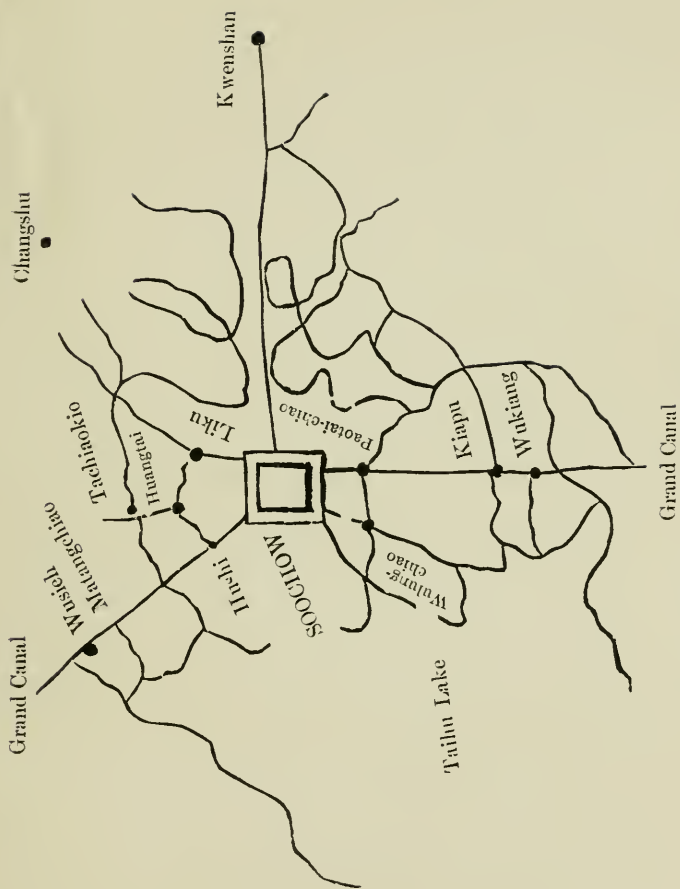 Kwenshan
Changshu
Grand Canal
Wusieh
Matangchiao
Tachiaokio
Huangtai
Liku
Hushi
SOOCHOW
Paotai-chiao
Wulung-
chiao
Kiapu
Wukiang
Taihu Lake
Grand Canal